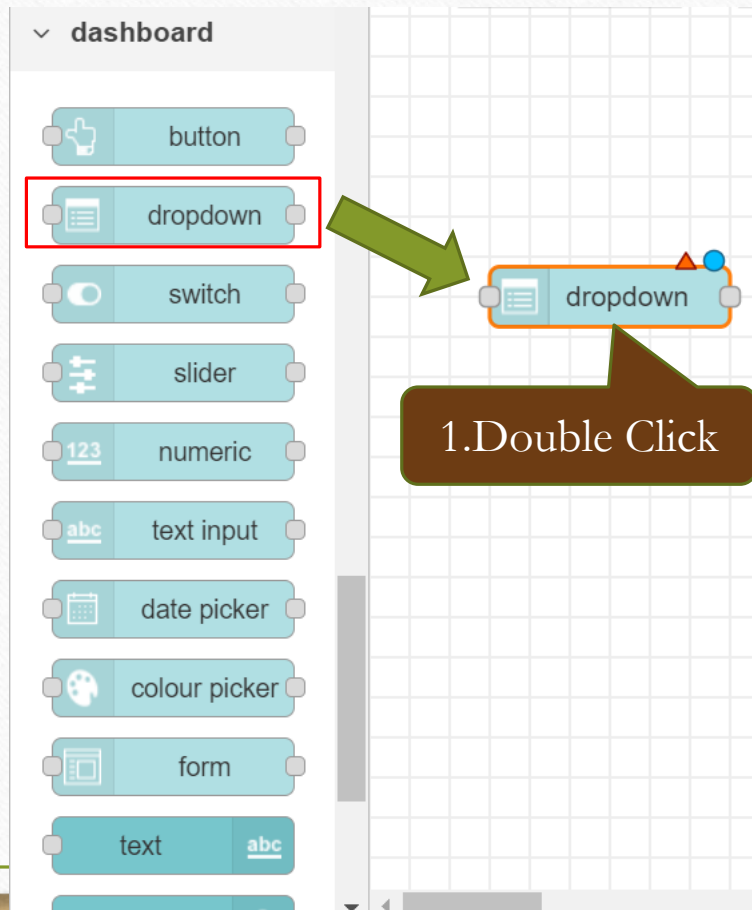 dashboard
button
dropdown
switch
slider
123 numeric
abc text input
date picker
colour picker
form
text abc
dropdown
1.Double Click